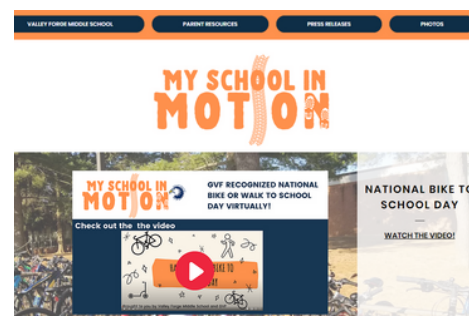 VALLEY FORGE MIDDLE SCHOOL
PARENT RESOURCES
PRESS RELEASES
PHOTOS
MY SCHOOL IN
MOTION
MY SCHOOL IN
MOTION
GVF RECOGNIZED NATIONAL
BIKE OR WALK TO SCHOOL
DAY VIRTUALLY!
Check out the the video
BIKE TO
NATIONAL BIKE TO
SCHOOL DAY
WATCH THE VIDEO!